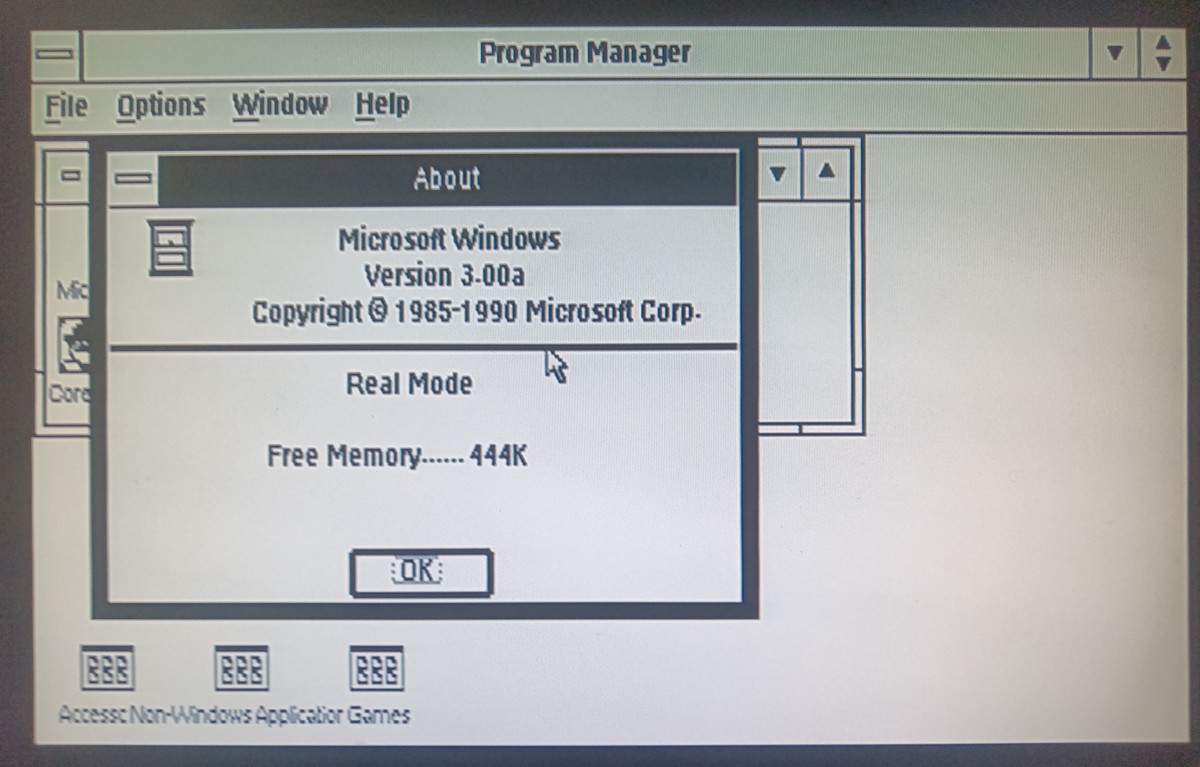 Program Manager
File Options Window Help
About
Microsoft Windows
Version 3.00a
Copyright © 1985-1990 Microsoft Corp.
Mic
Real Mode
Core
Free Memory...... 444K
OK
Accessc Non-Windows Applicatior Games